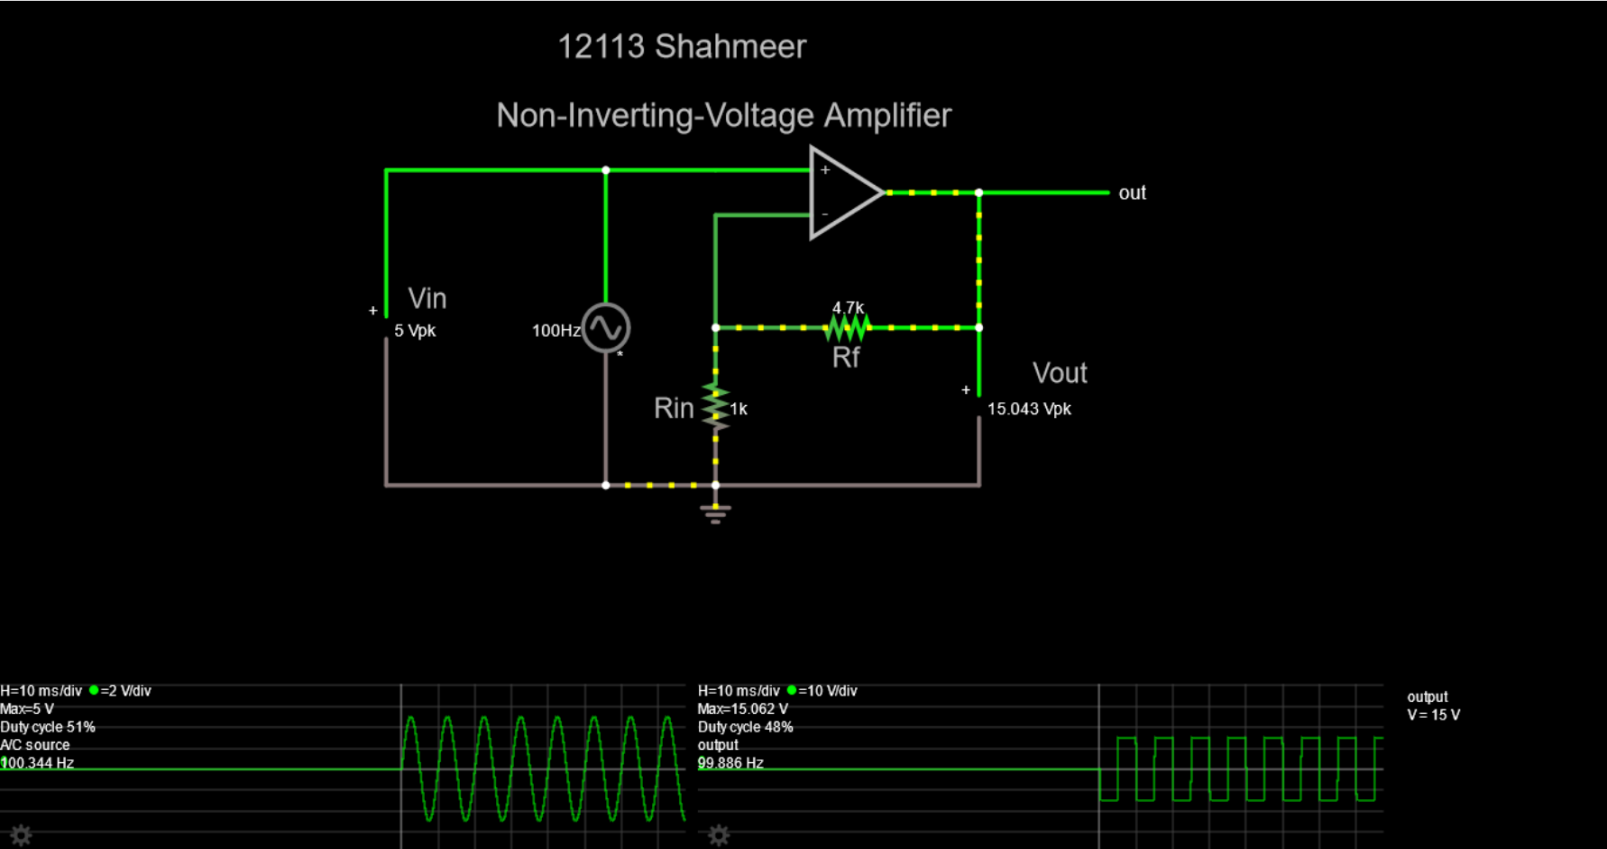 12113 Shahmeer
Non-Inverting-Voltage Amplifier
+
-
out
Vin
+
5 Vpk
100Hz
*
4.7k
Rf
Rin
1k
Vout
+
15.043 Vpk
H=10 ms/div =2 V/div
Max=5 V
Duty cycle 51%
A/C source
100.344 Hz
H=10 ms/div =10 V/div
Max=15.062 V
Duty cycle 48%
output
99.886 Hz
output
V= 15 V